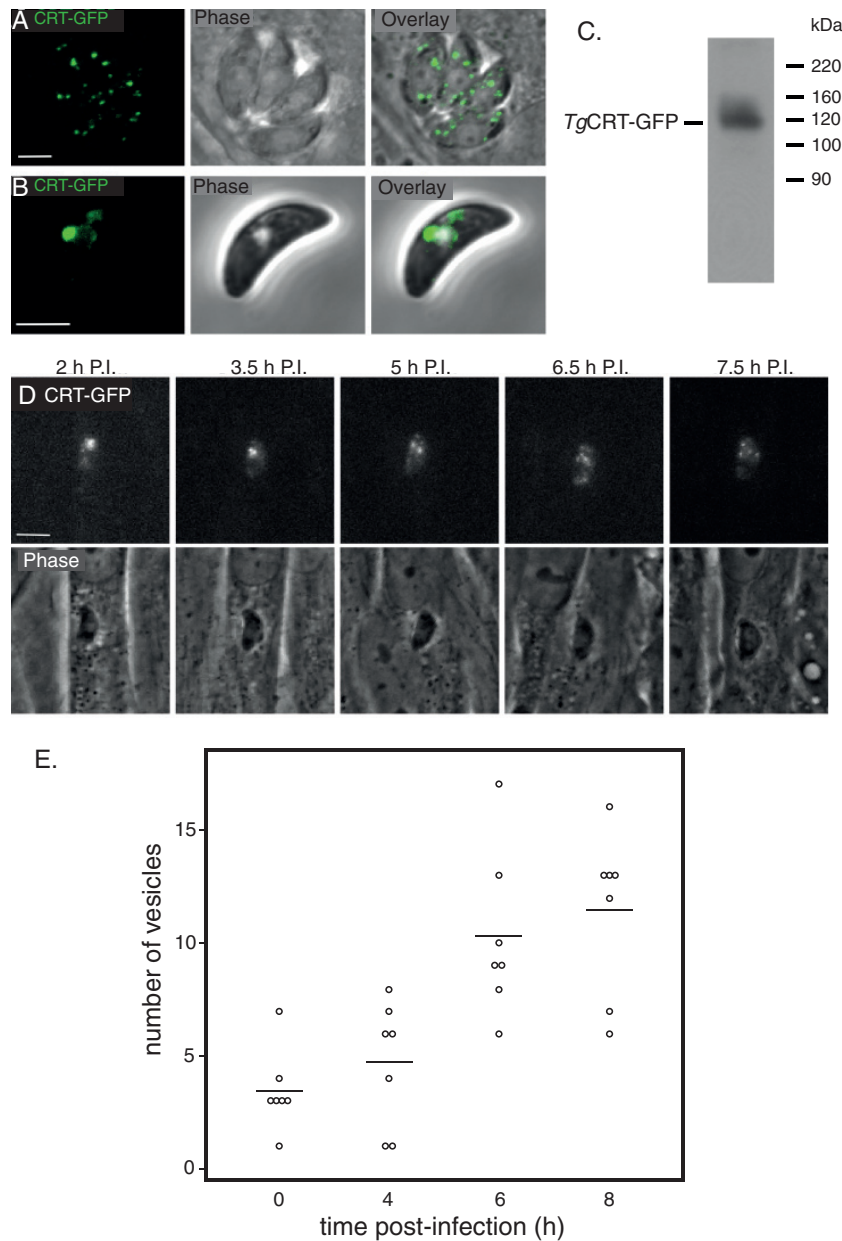 A CRT-GFP
Phase
Overlay
B CRT-GFP
Phase
Overlay
C.
kDa
220
160
120
100
90
TgCRT-GFP
2 h P.I.
3.5 h P.I.
5 h P.I.
6.5 h P.I.
7.5 h P.I.
D CRT-GFP
Phase
E.
number of vesicles
15
10
5
0
0
4
6
8
time post-infection (h)